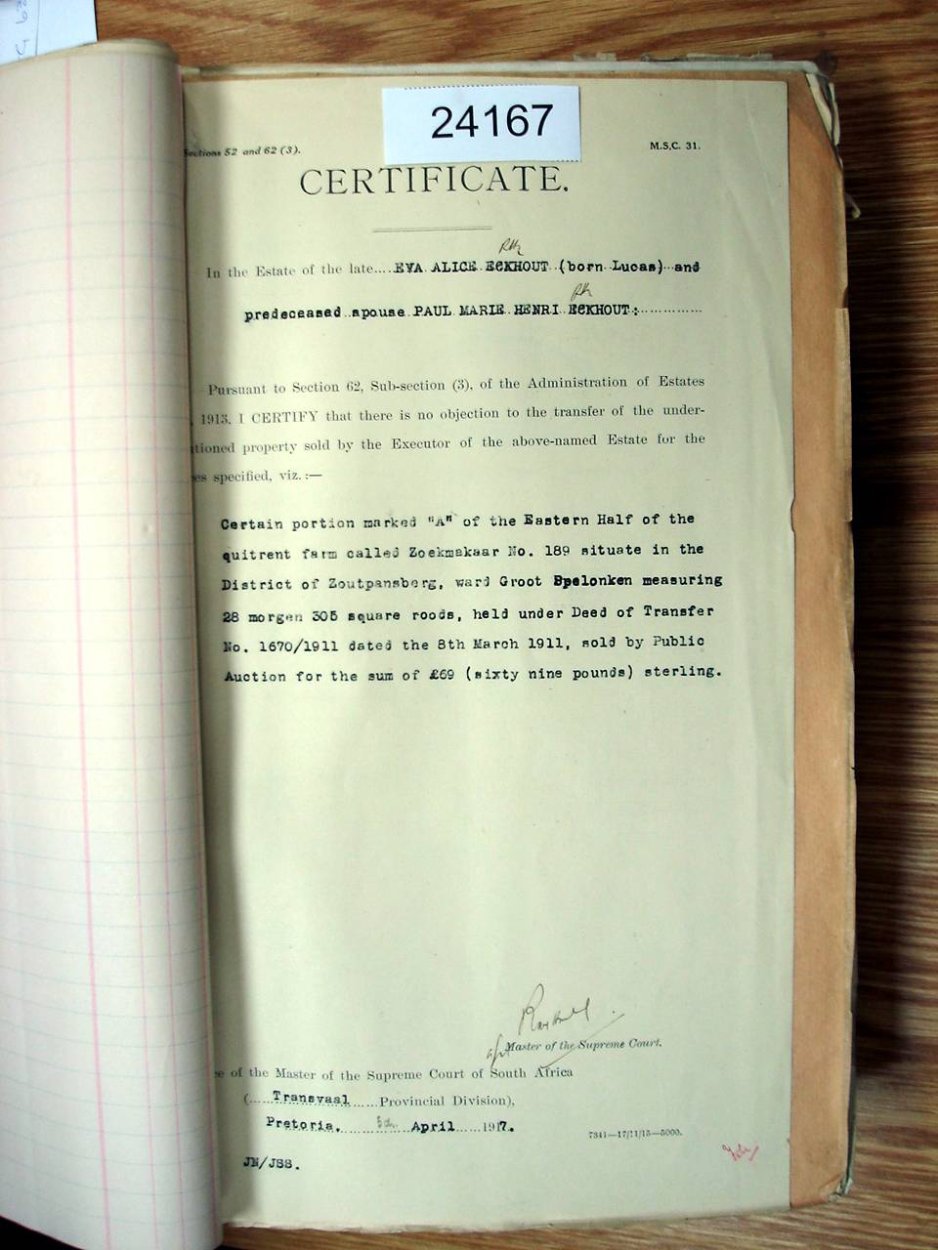 24167
Sections 52 and 62 (3).
M.S.C. 31.
CERTIFICATE.
In the Estate of the late....EVA ALICE ECKHOUT (born Lucas) and
predeceased spouse PAUL MARIE HENRI ECKHOUT:
Pursuant to Section 62, Sub-section (3), of the Administration of Estates
1913, I CERTIFY that there is no objection to the transfer of the under-
tioned property sold by the Executor of the above-named Estate for the
es specified, viz.:—
Certain portion marked "A" of the Eastern Half of the
quitrent farm called Zoekmakaar No. 189 situate in the
District of Zoutpansberg, ward Groot Spelonken measuring
28 morgen 305 square roods, held under Deed of Transfer
No. 1670/1911 dated the 8th March 1911, sold by Public
Auction for the sum of £69 (sixty nine pounds) sterling.
Master of the Supreme Court.
e of the Master of the Supreme Court of South Africa
(.....Transvaal......Provincial Division),
Pretoria, April 1917.
7341—17/11/15—5000.
JN/JSS.